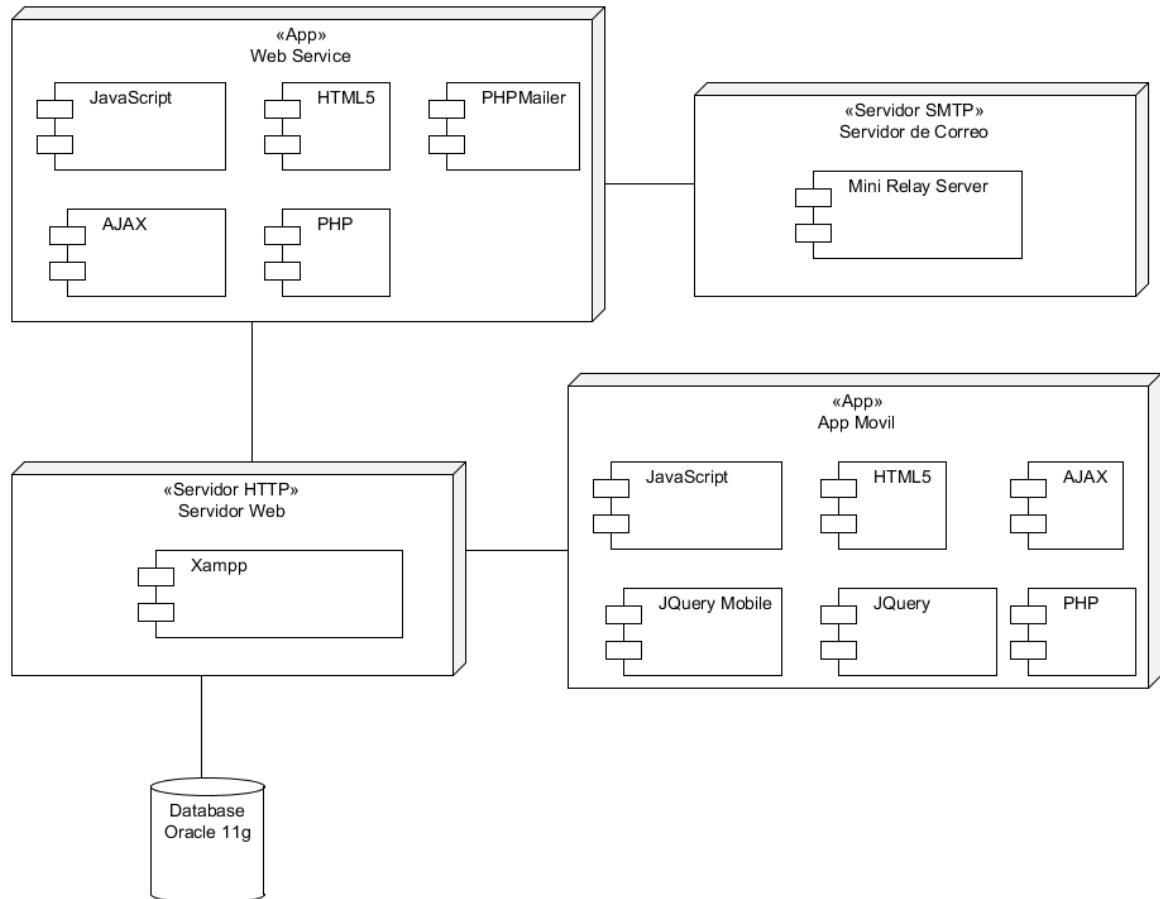 «App»
Web Service
JavaScript
HTML5
PHPMailer
AJAX
PHP
«Servidor SMTP»
Servidor de Correo
Mini Relay Server
«App»
App Movil
JavaScript
HTML5
AJAX
JQuery Mobile
JQuery
PHP
«Servidor HTTP»
Servidor Web
Xampp
Database
Oracle 11g